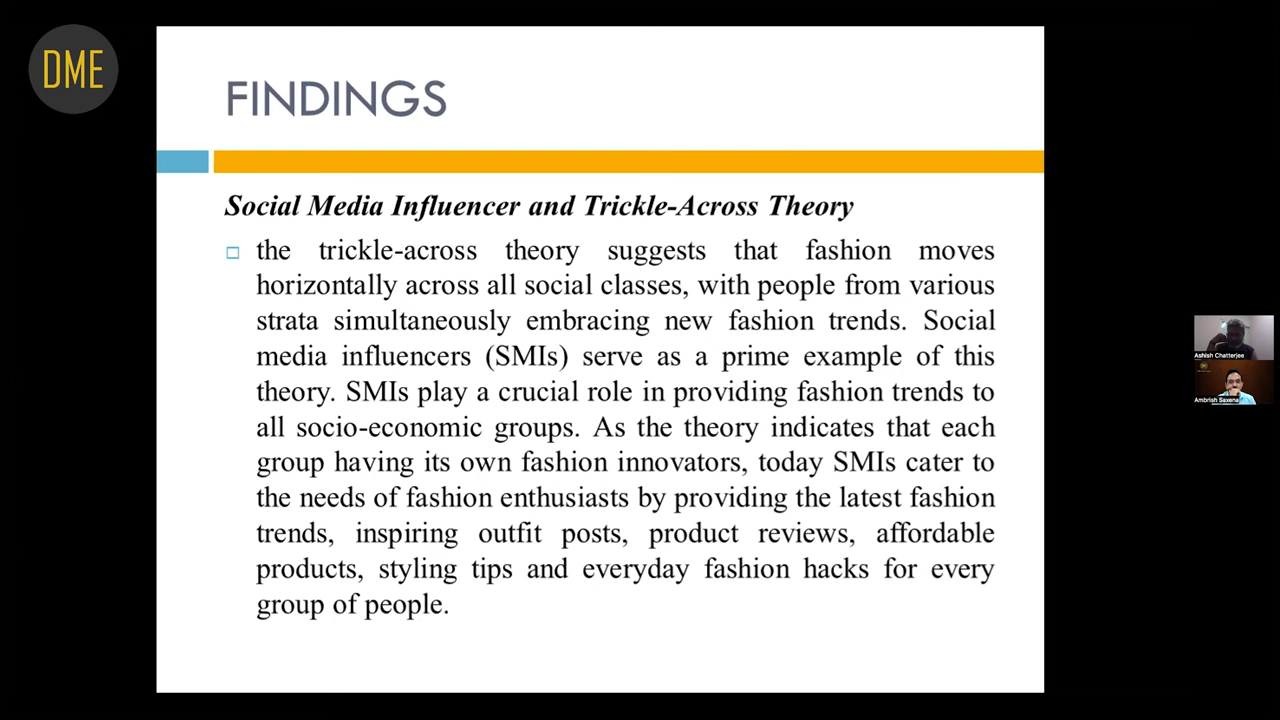 DME
FINDINGS
Social Media Influencer and Trickle-Across Theory
the trickle-across theory suggests that fashion moves
horizontally across all social classes, with people from various
strata simultaneously embracing new fashion trends. Social
media influencers (SMIs) serve as a prime example of this
theory. SMIs play a crucial role in providing fashion trends to
all socio-economic groups. As the theory indicates that each
group having its own fashion innovators, today SMIs cater to
the needs of fashion enthusiasts by providing the latest fashion
trends, inspiring outfit posts, product reviews, affordable
products, styling tips and everyday fashion hacks for every
group of people.
Ashish Chatterjee
Ambrish Saxena